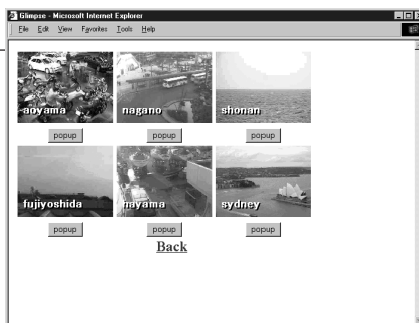 Glimpse - Microsoft Internet Explorer
File Edit View Favorites Tools Help
aoyama nagano shonan
popup popup popup
fujiyoshida hayama sydney
popup popup popup
Back